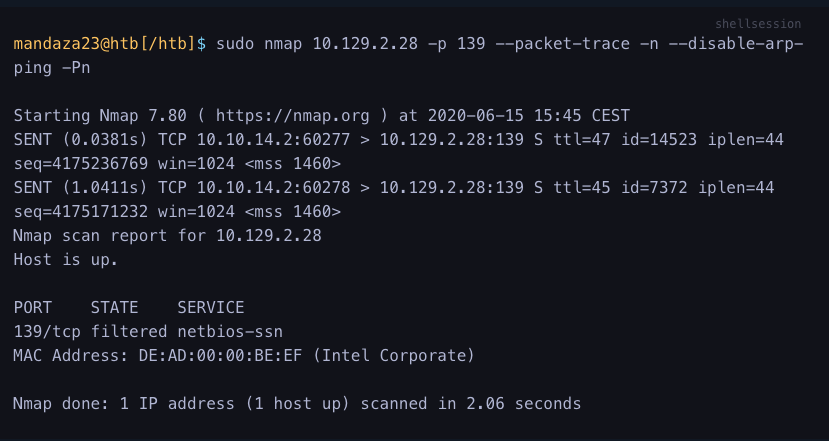 shellsession
mandaza23@htb[/htb]$ sudo nmap 10.129.2.28 -p 139 --packet-trace -n --disable-arp-
ping -Pn
Starting Nmap 7.80 ( https://nmap.org ) at 2020-06-15 15:45 CEST
SENT (0.0381s) TCP 10.10.14.2:60277 > 10.129.2.28:139 S ttl=47 id=14523 iplen=44
seq=4175236769 win=1024 <mss 1460>
SENT (1.0411s) TCP 10.10.14.2:60278 > 10.129.2.28:139 S ttl=45 id=7372 iplen=44
seq=4175171232 win=1024 <mss 1460>
Nmap scan report for 10.129.2.28
Host is up.
PORT    STATE    SERVICE
139/tcp filtered netbios-ssn
MAC Address: DE:AD:00:00:BE:EF (Intel Corporate)
Nmap done: 1 IP address (1 host up) scanned in 2.06 seconds